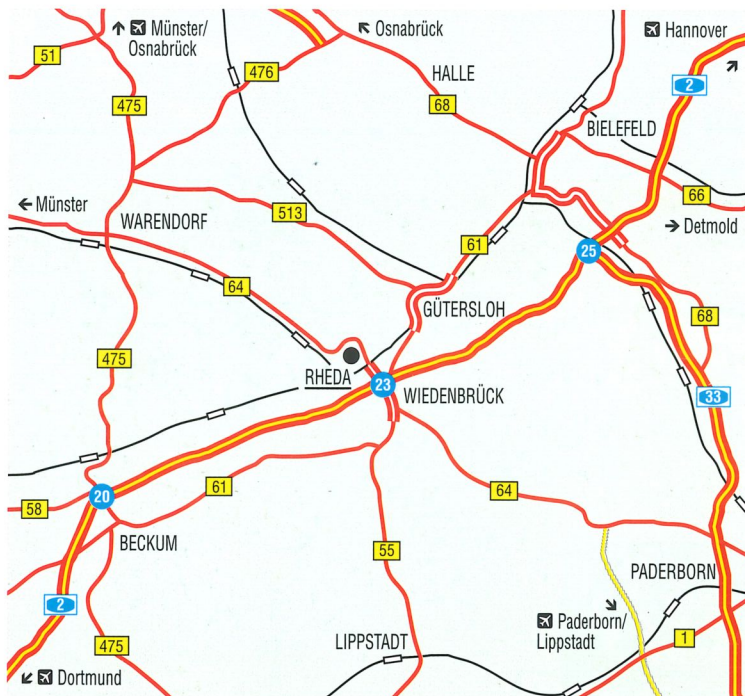 Münster/
Osnabrück
Osnabrück
Hannover
51
476
HALLE
2
475
68
BIELEFELD
66
Münster
WARENDORF
513
61
Detmold
25
64
GÜTERSLOH
68
475
RHEDA
23
WIEDENBRÜCK
33
20
61
64
58
BECKUM
55
2
PADERBORN
Paderborn/
Lippstadt
475
LIPPSTADT
1
Dortmund